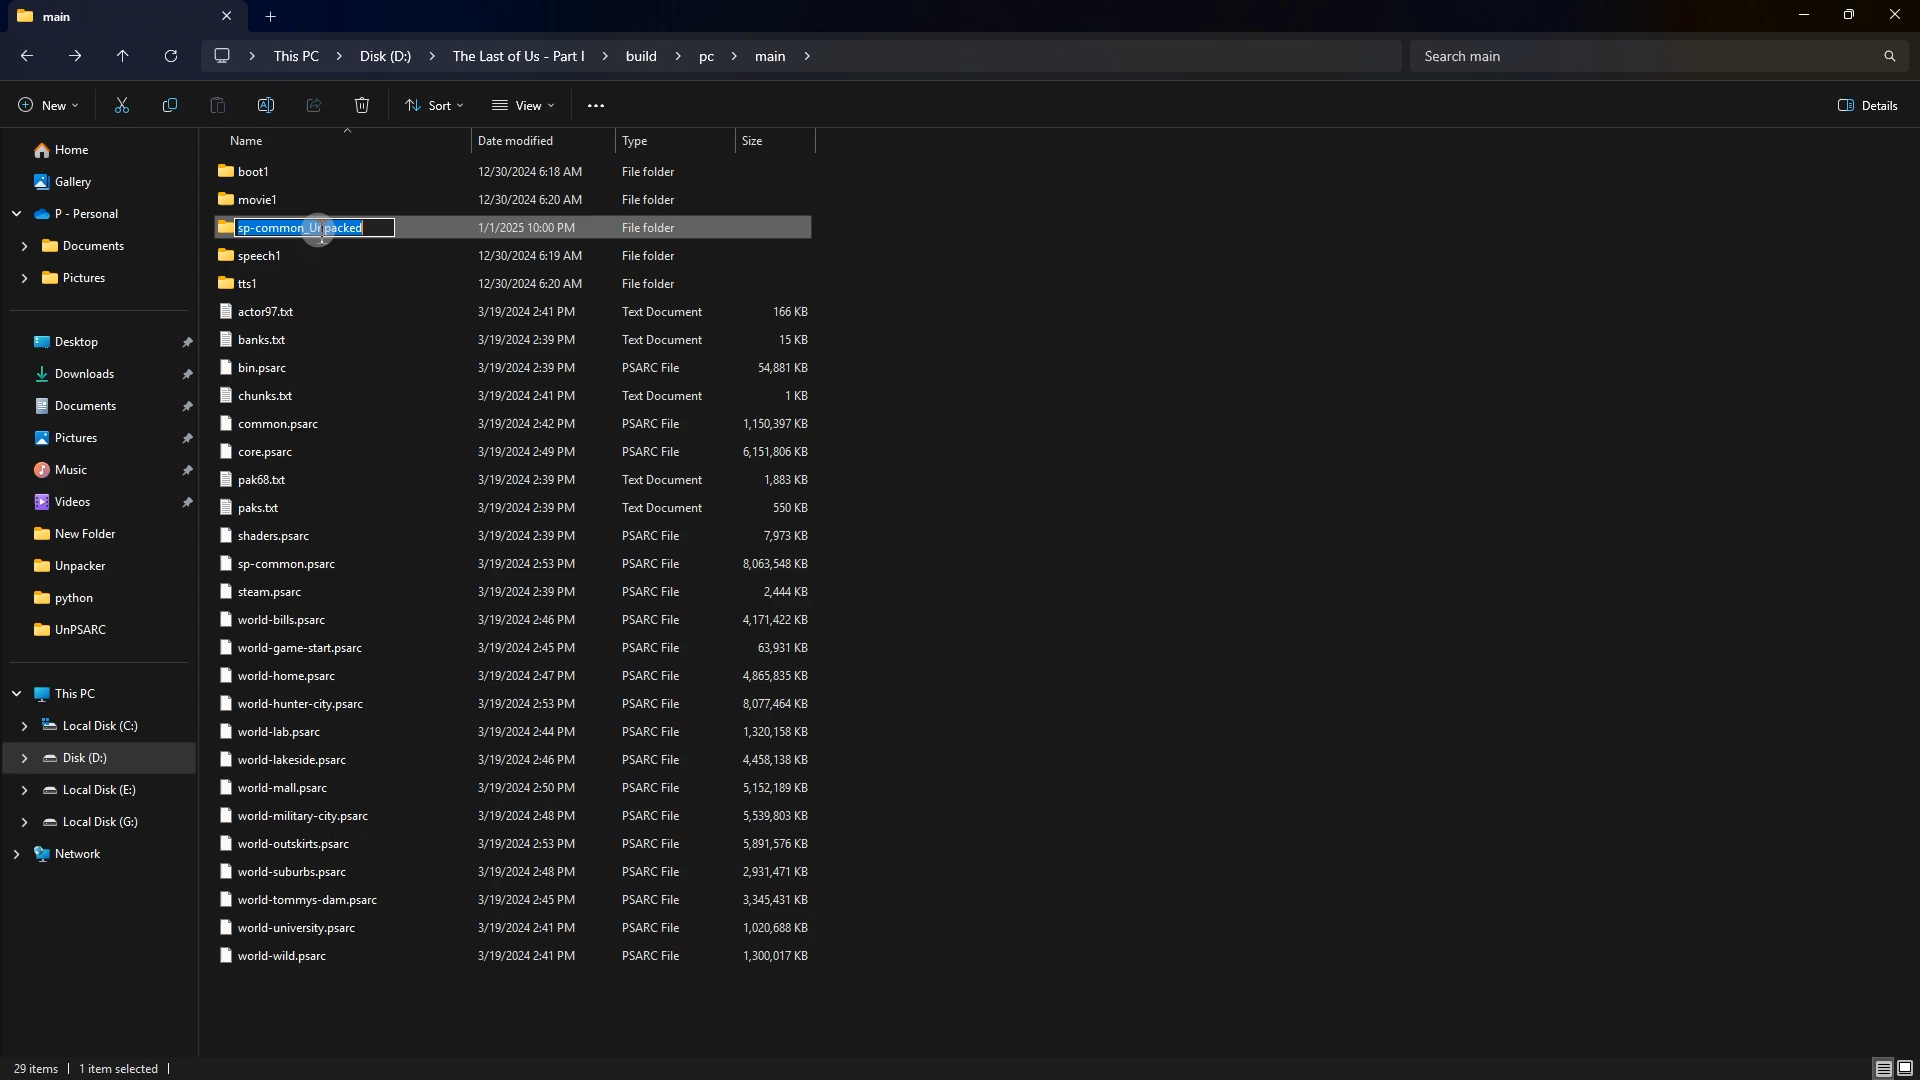 main
This PC > Disk (D:) > The Last of Us - Part I > build > pc > main >
Search main
New
Sort
View
Details
Name Date modified Type Size
Home
Gallery
P - Personal
Documents
Pictures
Desktop
Downloads
Documents
Pictures
Music
Videos
New Folder
Unpacker
python
UnPSARC
This PC
Local Disk (C:)
Disk (D:)
Local Disk (E:)
Local Disk (G:)
Network
boot1 12/30/2024 6:18 AM File folder
movie1 12/30/2024 6:20 AM File folder
sp-common_Unpacked 1/1/2025 10:00 PM File folder
speech1 12/30/2024 6:19 AM File folder
tts1 12/30/2024 6:20 AM File folder
actor97.txt 3/19/2024 2:41 PM Text Document 166 KB
banks.txt 3/19/2024 2:39 PM Text Document 15 KB
bin.psarc 3/19/2024 2:39 PM PSARC File 54,881 KB
chunks.txt 3/19/2024 2:41 PM Text Document 1 KB
common.psarc 3/19/2024 2:42 PM PSARC File 1,150,397 KB
core.psarc 3/19/2024 2:49 PM PSARC File 6,151,806 KB
pak68.txt 3/19/2024 2:39 PM Text Document 1,883 KB
paks.txt 3/19/2024 2:39 PM Text Document 550 KB
shaders.psarc 3/19/2024 2:39 PM PSARC File 7,973 KB
sp-common.psarc 3/19/2024 2:53 PM PSARC File 8,063,548 KB
steam.psarc 3/19/2024 2:39 PM PSARC File 2,444 KB
world-bills.psarc 3/19/2024 2:46 PM PSARC File 4,171,422 KB
world-game-start.psarc 3/19/2024 2:45 PM PSARC File 63,931 KB
world-home.psarc 3/19/2024 2:47 PM PSARC File 4,865,835 KB
world-hunter-city.psarc 3/19/2024 2:53 PM PSARC File 8,077,464 KB
world-lab.psarc 3/19/2024 2:44 PM PSARC File 1,320,158 KB
world-lakeside.psarc 3/19/2024 2:46 PM PSARC File 4,458,138 KB
world-mall.psarc 3/19/2024 2:50 PM PSARC File 5,152,189 KB
world-military-city.psarc 3/19/2024 2:48 PM PSARC File 5,539,803 KB
world-outskirts.psarc 3/19/2024 2:53 PM PSARC File 5,891,576 KB
world-suburbs.psarc 3/19/2024 2:48 PM PSARC File 2,931,471 KB
world-tommys-dam.psarc 3/19/2024 2:45 PM PSARC File 3,345,431 KB
world-university.psarc 3/19/2024 2:41 PM PSARC File 1,020,688 KB
world-wild.psarc 3/19/2024 2:41 PM PSARC File 1,300,017 KB
29 items | 1 item selected |